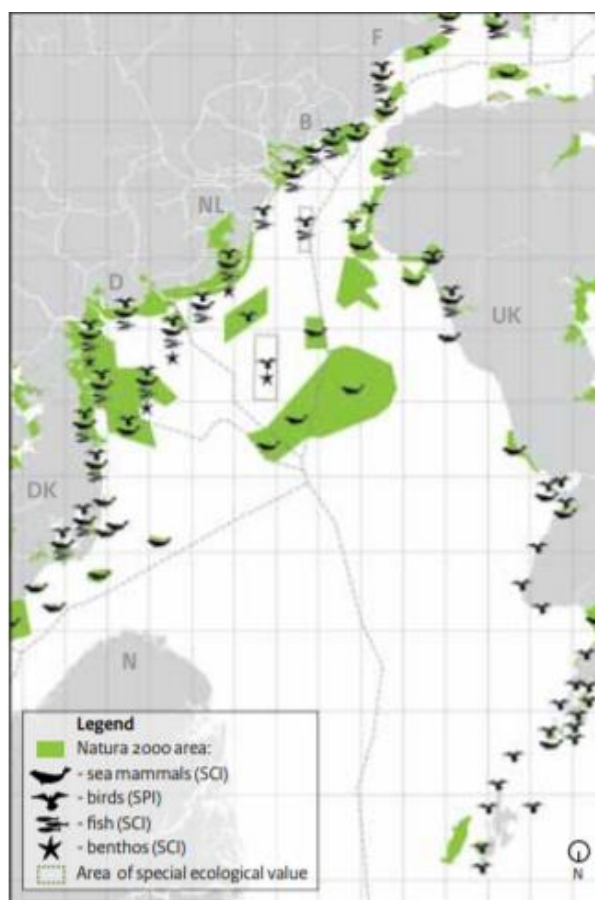 F
B
NL
D
UK
DK
N
Legend
Natura 2000 area:
- sea mammals (SCI)
- birds (SPI)
- fish (SCI)
- benthos (SCI)
Area of special ecological value
N